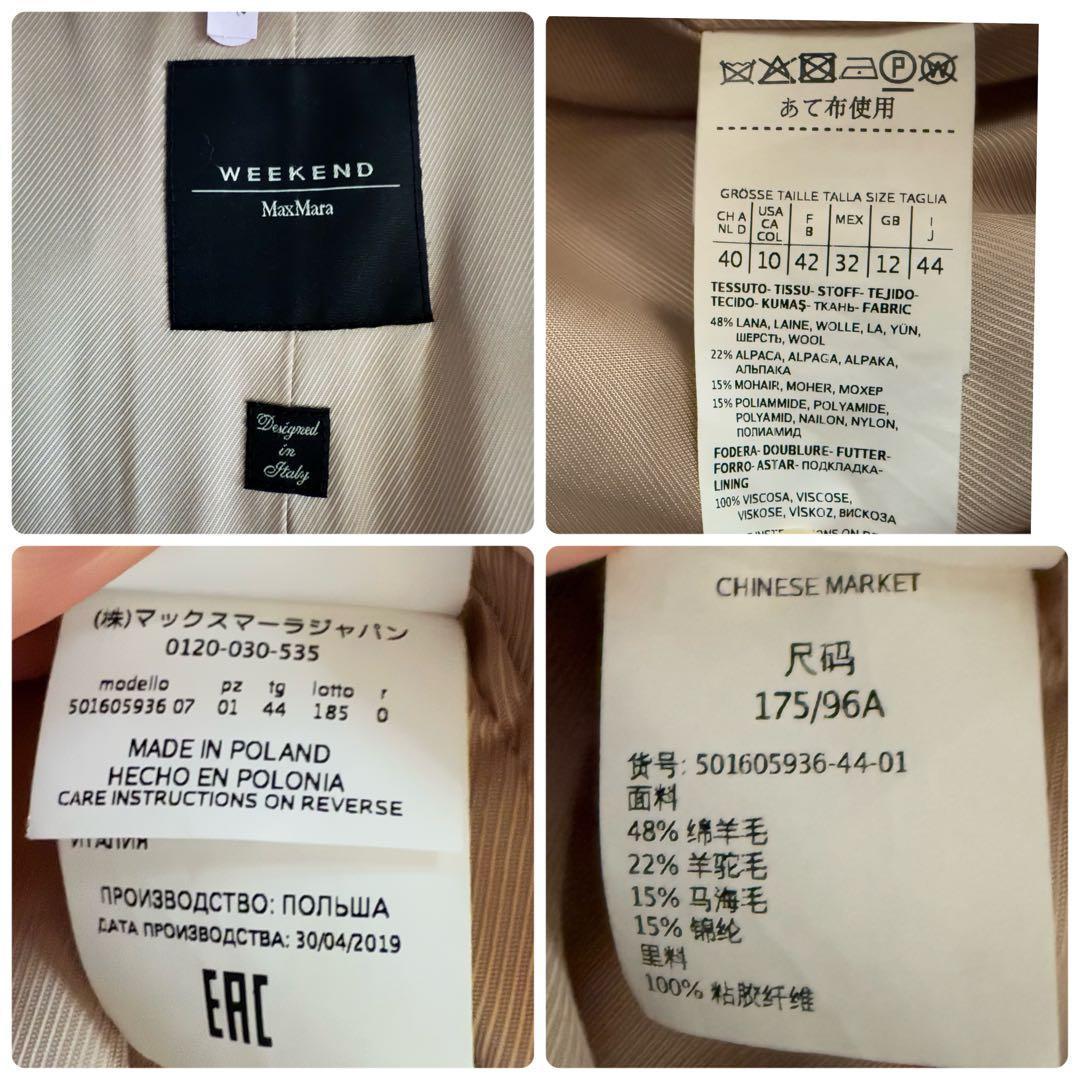 WEEKEND
MaxMara
Designed
in
Italy
P W
あて布使用
GRÖSSE TAILLE TALLA SIZE TAGLIA
CH A NL D USA CA COL F B MEX GB I J
40 10 42 32 12 44
TESSUTO- TISSU- STOFF- TEJIDO-
TECIDO- KUMAŞ- ТКАНЬ- FABRIC
48% LANA, LAINE, WOLLE, LA, YÜN,
ШЕРСТЬ, WOOL
22% ALPACA, ALPAGA, ALPAKA,
АЛЬПАКА
15% MOHAIR, MOHER, МОХЕР
15% POLIAMMIDE, POLYAMIDE,
POLYAMID, NAILON, NYLON,
ПОЛИАМИД
FODERA- DOUBLURE- FUTTER-
FORRO- ASTAR- ПОДКЛАДКА-
LINING
100% VISCOSA, VISCOSE,
VISKOSE, VİSKOZ, ВИСКОЗА
(株)マックスマーラジャパン
0120-030-535
modello pz tg lotto r
501605936 07 01 44 185 0
MADE IN POLAND
HECHO EN POLONIA
CARE INSTRUCTIONS ON REVERSE
ИТАЛИЯ
ПРОИЗВОДСТВО: ПОЛЬША
ДАТА ПРОИЗВОДСТВА: 30/04/2019
EAC
CHINESE MARKET
尺码
175/96A
货号: 501605936-44-01
面料
48% 绵羊毛
22% 羊驼毛
15% 马海毛
15% 锦纶
里料
100% 粘胶纤维